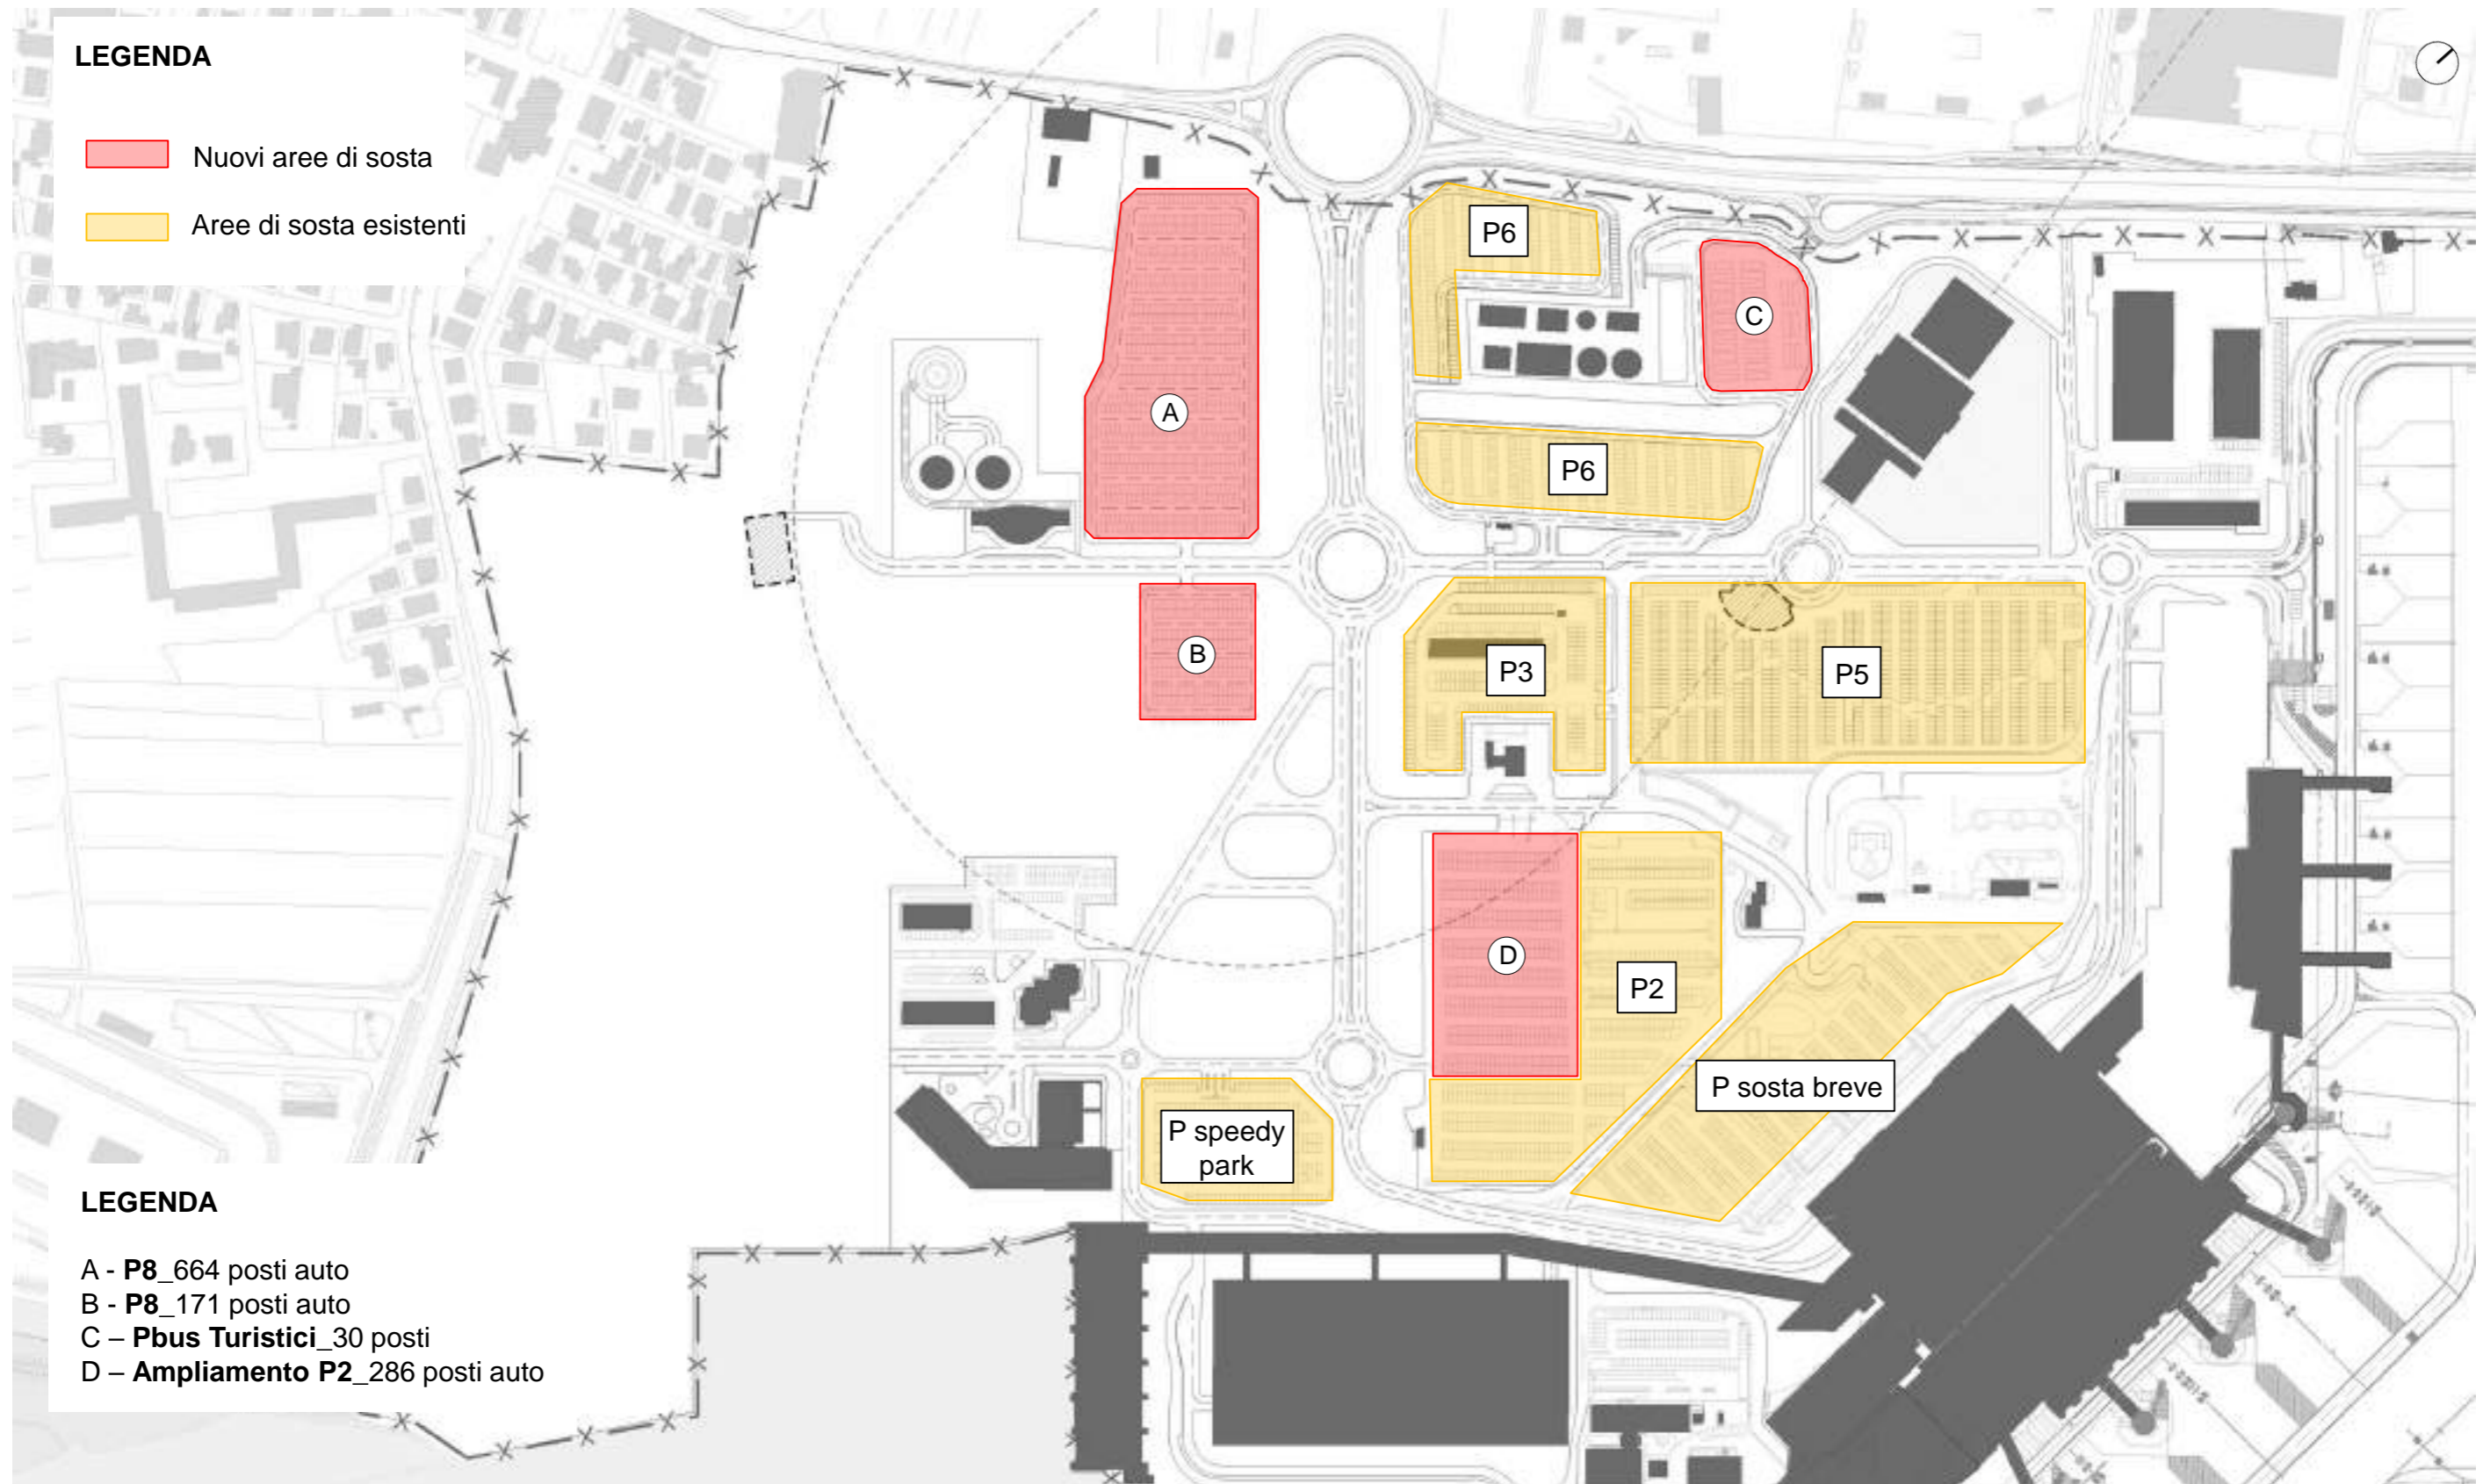 LEGENDA
Nuovi aree di sosta
Aree di sosta esistenti
P6
C
A
P6
B
P3
P5
D
P2
P sosta breve
P speedy
park
LEGENDA
A - P8_664 posti auto
B - P8_171 posti auto
C – Pbus Turistici_30 posti
D – Ampliamento P2_286 posti auto